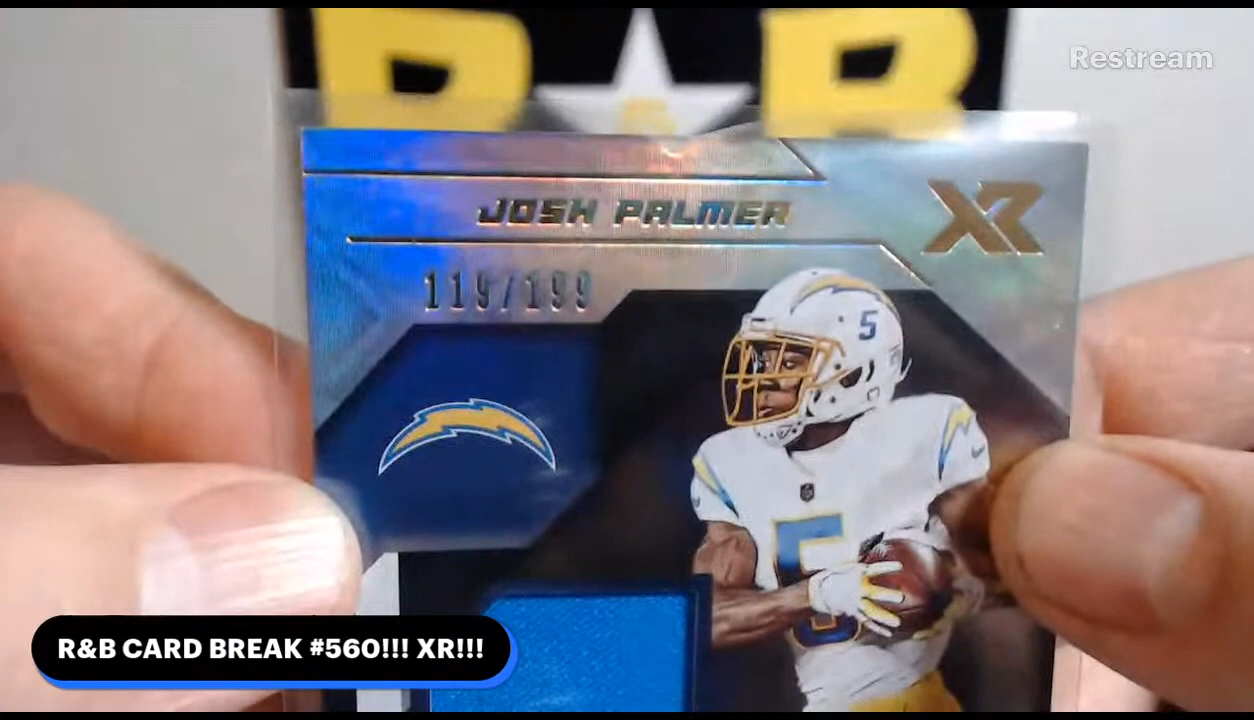 Restream
B B
JOSH PALMER
XR
119/199
5
5
R&B CARD BREAK #560!!! XR!!!